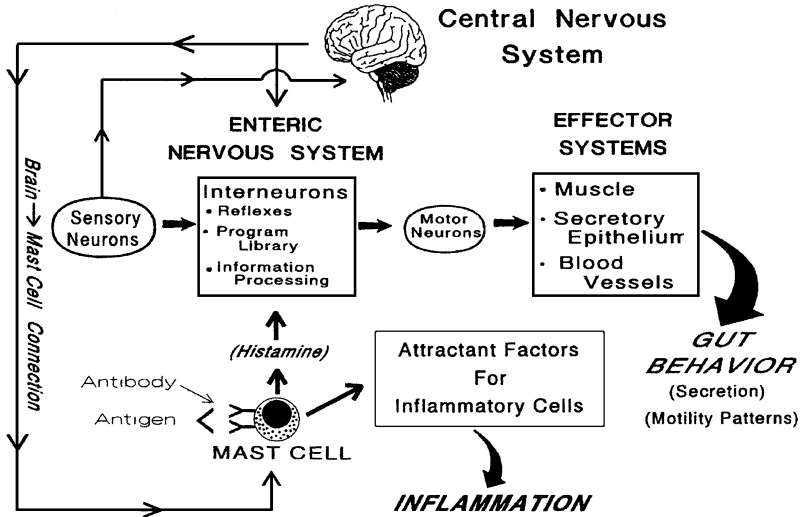 Central Nervous
System
ENTERIC
NERVOUS SYSTEM
EFFECTOR
SYSTEMS
Brain → Mast Cell Connection
Sensory
Neurons
Interneurons
• Reflexes
• Program
Library
• Information
Processing
Motor
Neurons
• Muscle
• Secretory
Epithelium
• Blood
Vessels
GUT
BEHAVIOR
(Secretion)
(Motility Patterns)
(Histamine)
Attractant Factors
For
Inflammatory Cells
Antibody
Antigen
MAST CELL
INFLAMMATION